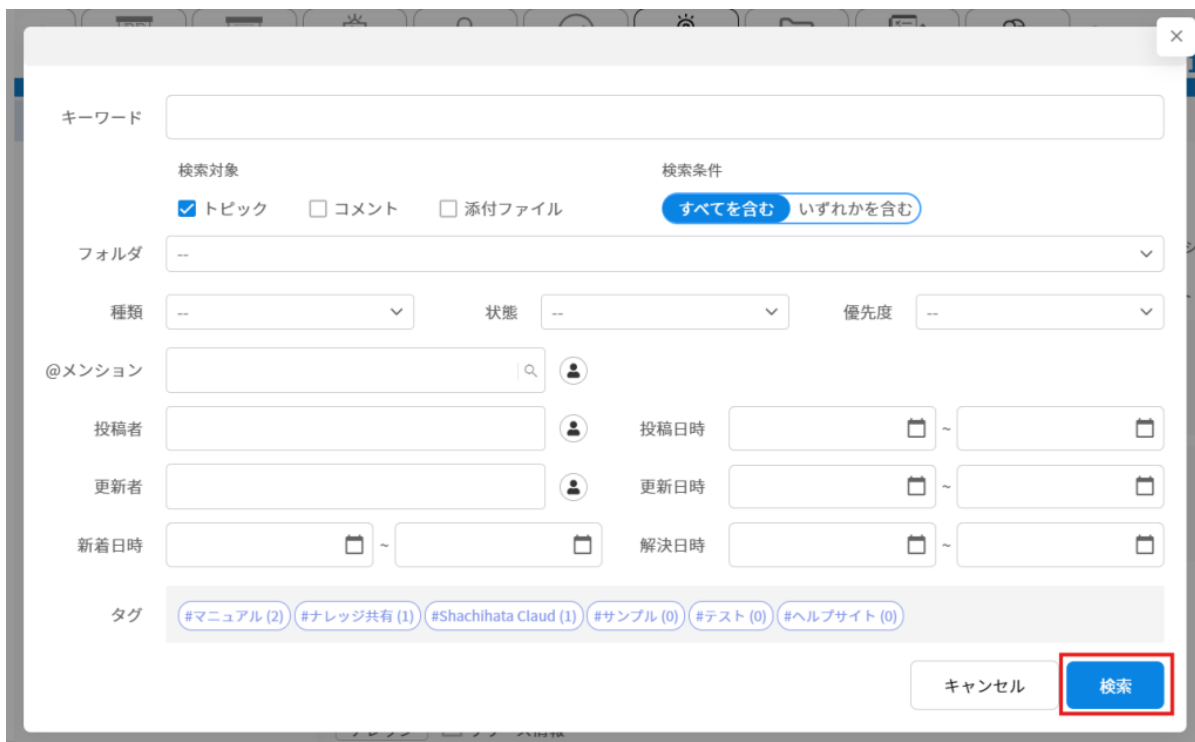 キーワード
検索対象 検索条件
トピック コメント 添付ファイル すべてを含む いずれかを含む
フォルダ --
種類 -- 状態 -- 優先度 --
@メンション
投稿者 投稿日時 ~
更新者 更新日時 ~
新着日時 ~ 解決日時 ~
タグ #マニュアル (2) #ナレッジ共有 (1) #Shachihata Claud (1) #サンプル (0) #テスト (0) #ヘルプサイト (0)
キャンセル 検索